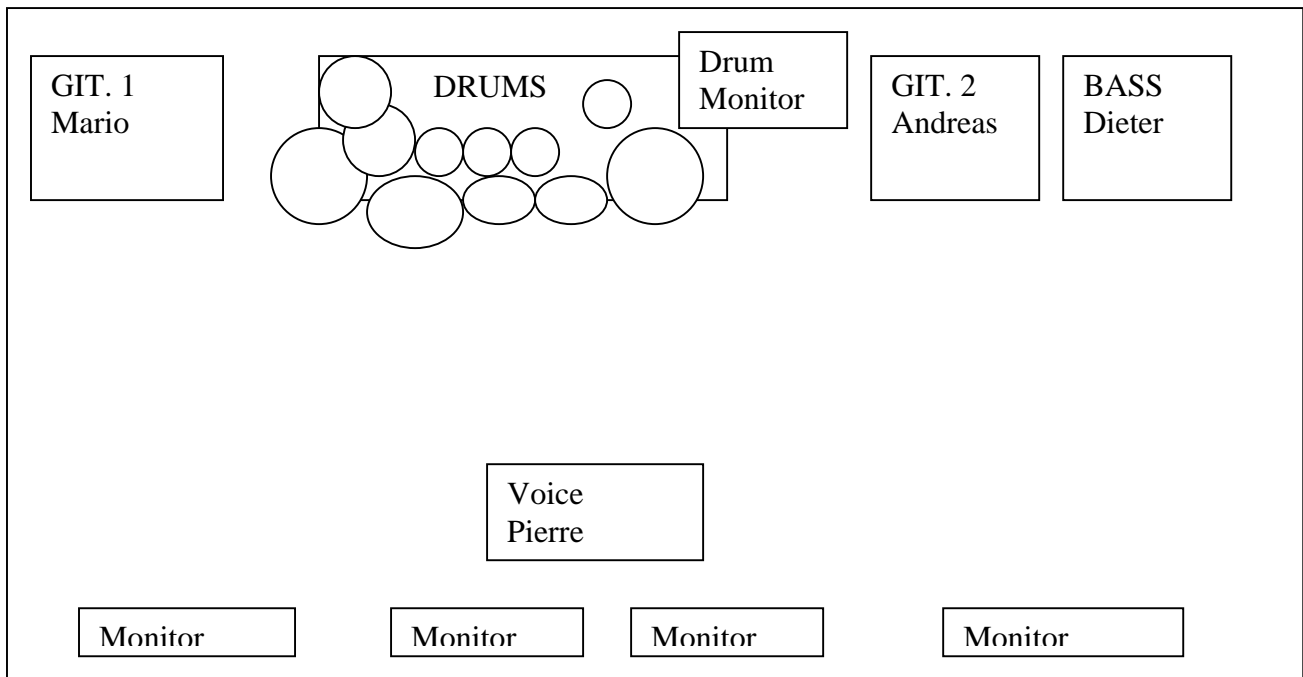 GIT. 1
Mario
DRUMS
Drum
Monitor
GIT. 2
Andreas
BASS
Dieter
Voice
Pierre
Monitor
Monitor
Monitor
Monitor